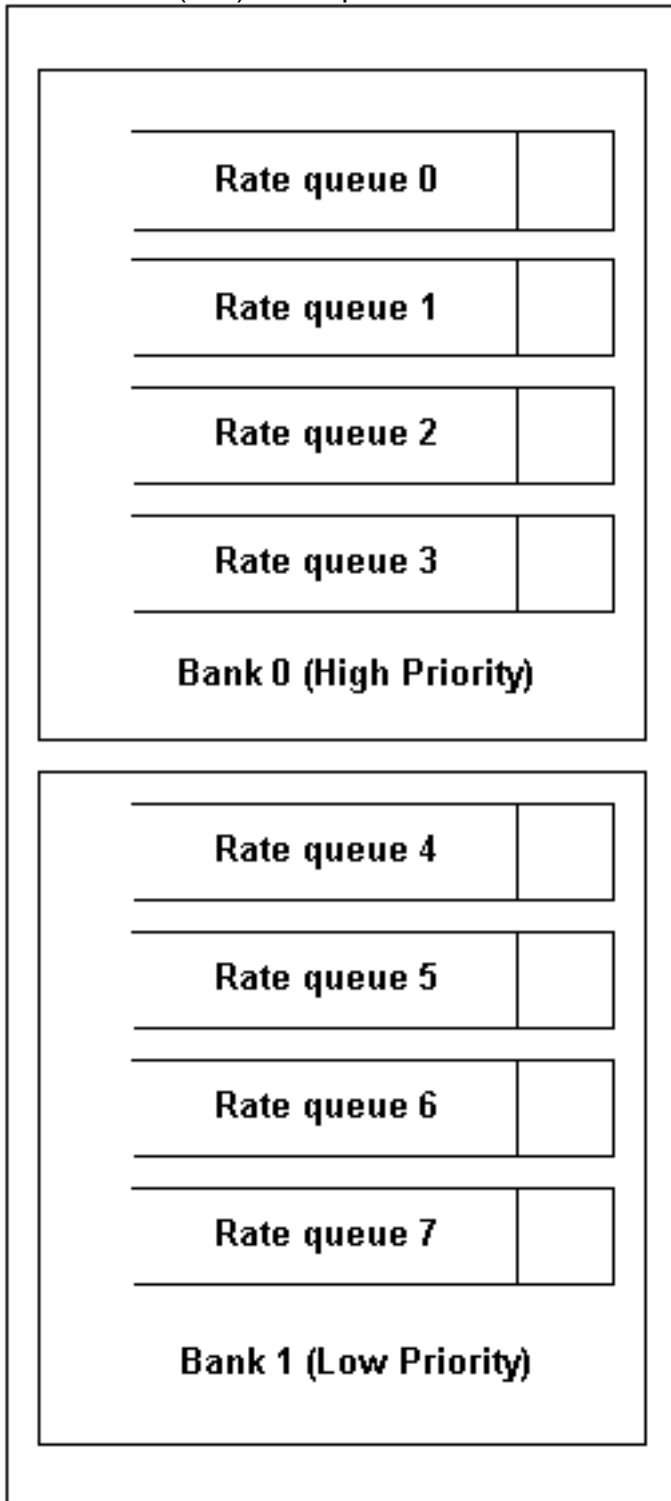 Rate queue 0
Rate queue 1
Rate queue 2
Rate queue 3
Bank 0 (High Priority)
Rate queue 4
Rate queue 5
Rate queue 6
Rate queue 7
Bank 1 (Low Priority)